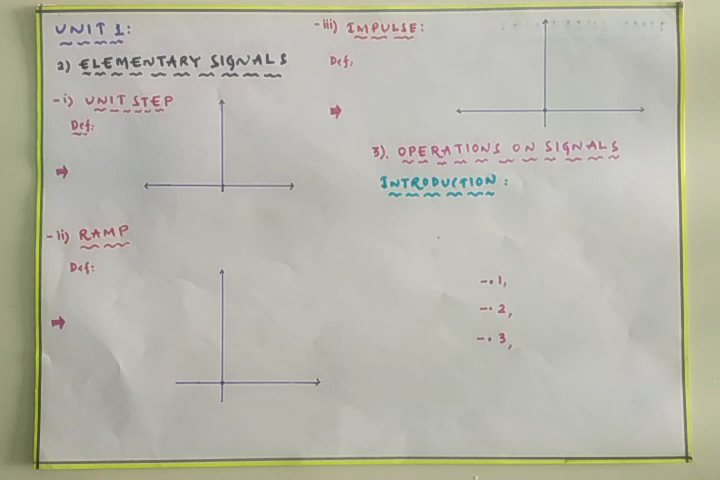 UNIT 1:
2) ELEMENTARY SIGNALS
-i) UNIT STEP
Def:
-ii) RAMP
Def:
-iii) IMPULSE:
Def,
3). OPERATIONS ON SIGNALS
INTRODUCTION:
-. 1,
-. 2,
-. 3,